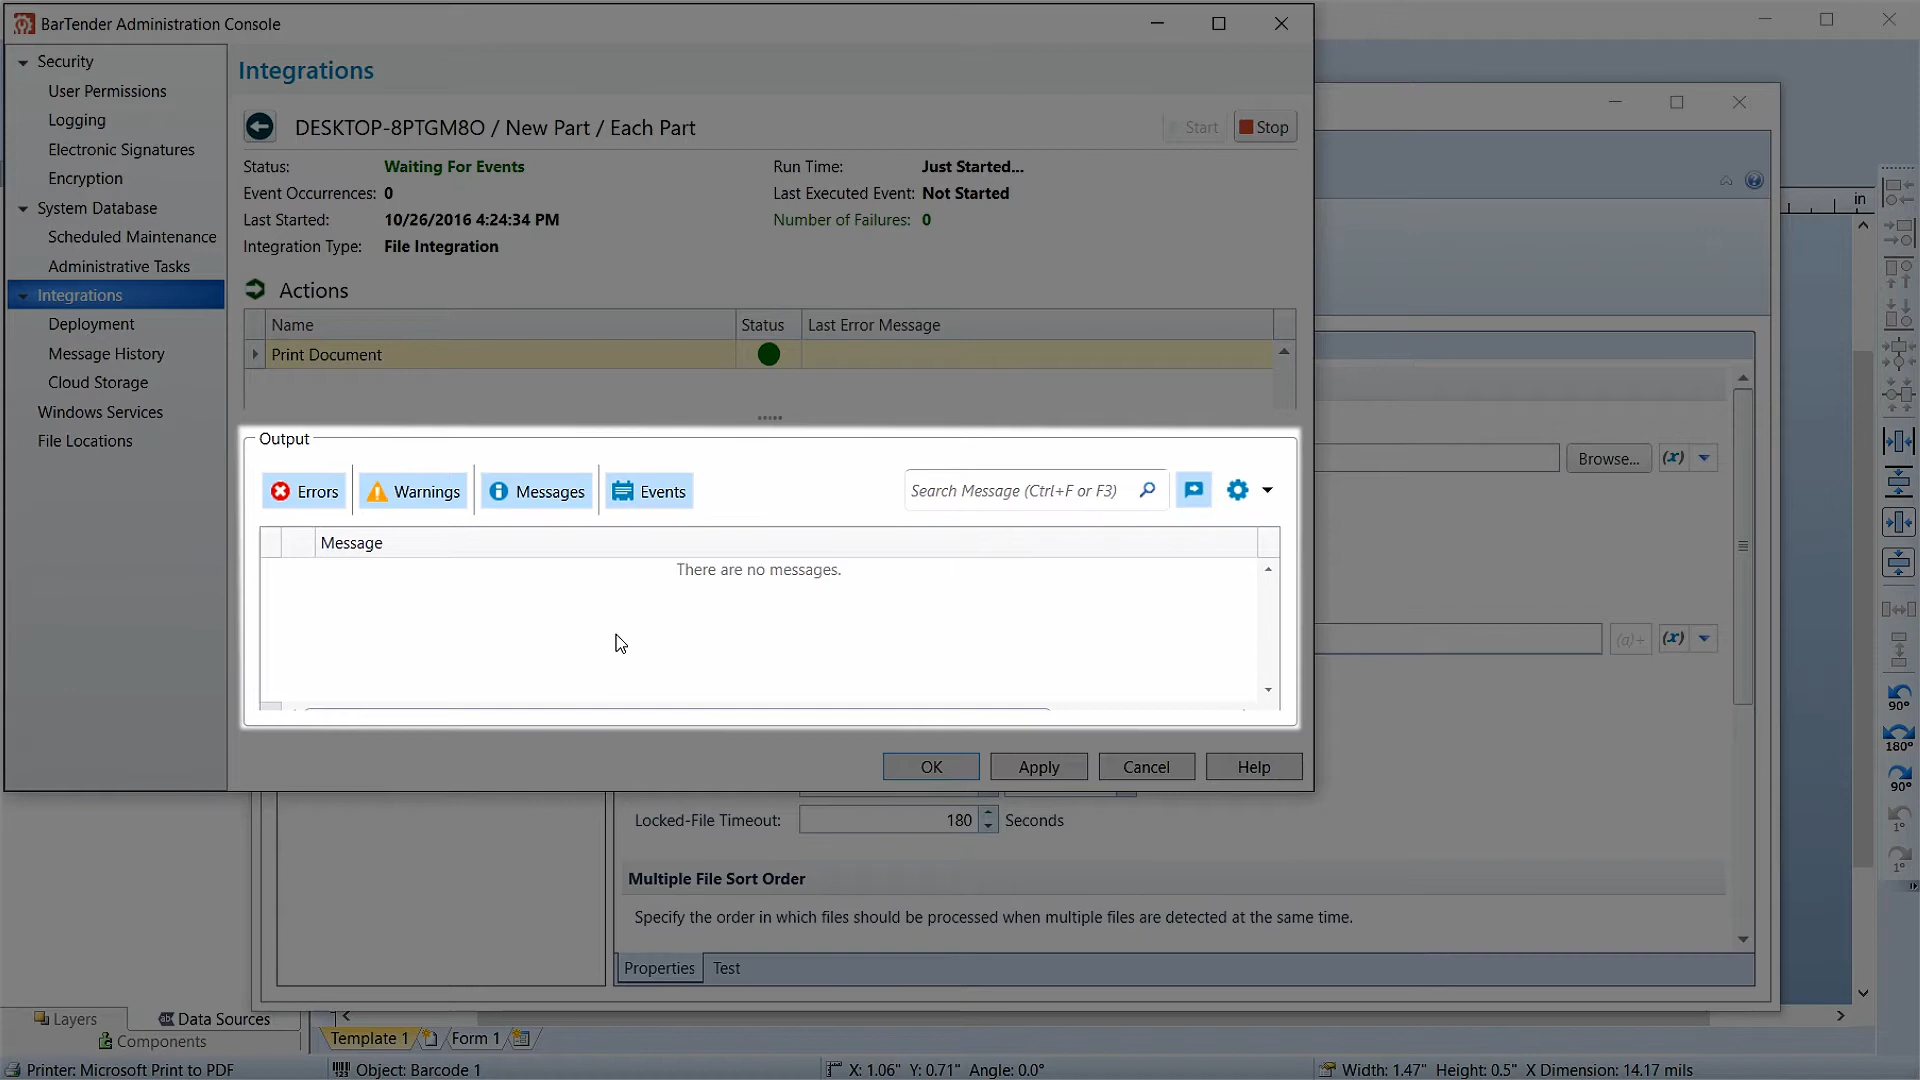 BarTender Administration Console
Security
User Permissions
Logging
Electronic Signatures
Encryption
System Database
Scheduled Maintenance
Administrative Tasks
Integrations
Deployment
Message History
Cloud Storage
Windows Services
File Locations
Integrations
DESKTOP-8PTGM8O / New Part / Each Part
Start Stop
Status: Waiting For Events Run Time: Just Started...
Event Occurrences: 0 Last Executed Event: Not Started
Last Started: 10/26/2016 4:24:34 PM Number of Failures: 0
Integration Type: File Integration
Actions
Name Status Last Error Message
Print Document
Output
Errors Warnings Messages Events Search Message (Ctrl+F or F3)
Message
There are no messages.
OK Apply Cancel Help
in
Browse... (x)
(a)+ (x)
90°
180°
90°
1°
1°
Locked-File Timeout: 180 Seconds
Multiple File Sort Order
Specify the order in which files should be processed when multiple files are detected at the same time.
Properties Test
Layers Data Sources
Components
Template 1 Form 1
Printer: Microsoft Print to PDF Object: Barcode 1 X: 1.06" Y: 0.71" Angle: 0.0° Width: 1.47" Height: 0.5" X Dimension: 14.17 mils